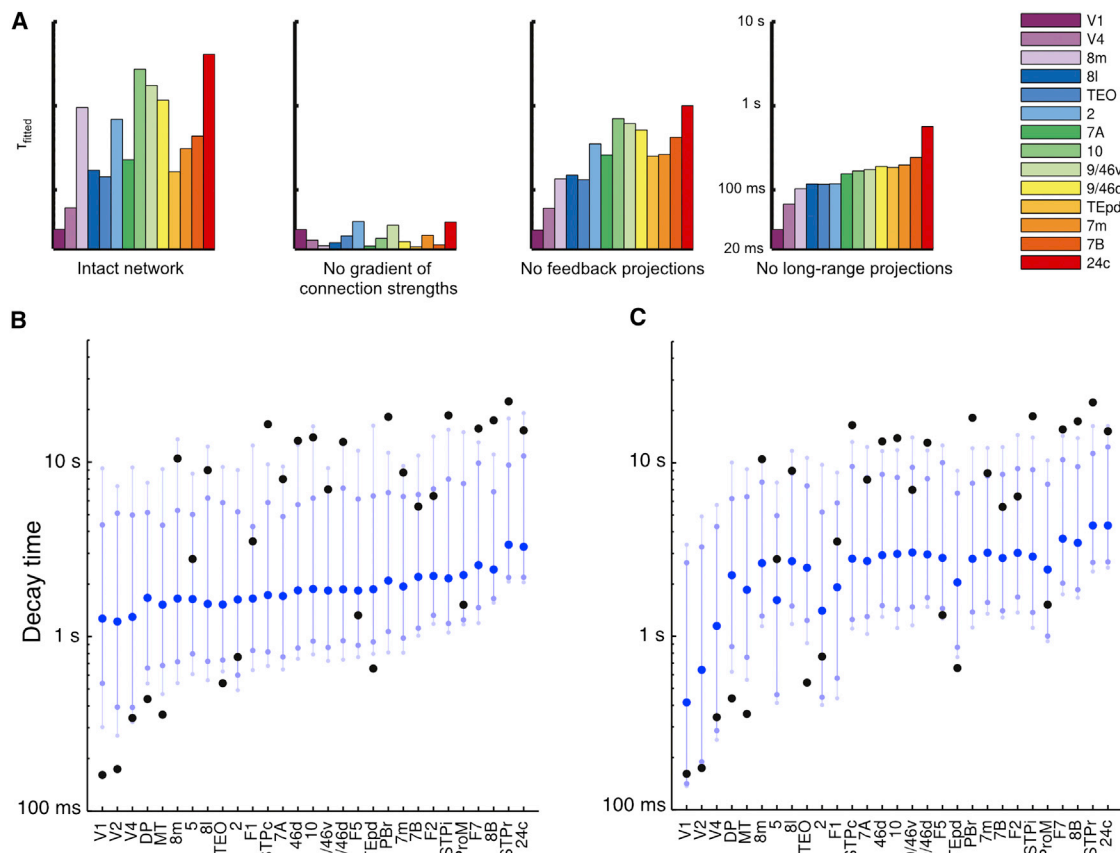 A
τfitted
10 s
1 s
100 ms
20 ms
Intact network
No gradient of
connection strengths
No feedback projections
No long-range projections
V1
V4
8m
8l
TEO
2
7A
10
9/46v
9/46d
TEpd
7m
7B
24c
B
Decay time
10 s
1 s
100 ms
V1
V2
V4
DP
MT
8m
5
8l
TEO
2
F1
STPc
7A
46d
10
/46v
/46d
F5
TEpd
PBr
7m
7B
F2
STPi
ProM
F7
8B
STPr
24c
C
10 s
1 s
100 ms
V1
V2
V4
DP
MT
8m
5
8l
TEO
2
F1
STPc
7A
46d
10
/46v
/46d
F5
TEpd
PBr
7m
7B
F2
STPi
ProM
F7
8B
STPr
24c